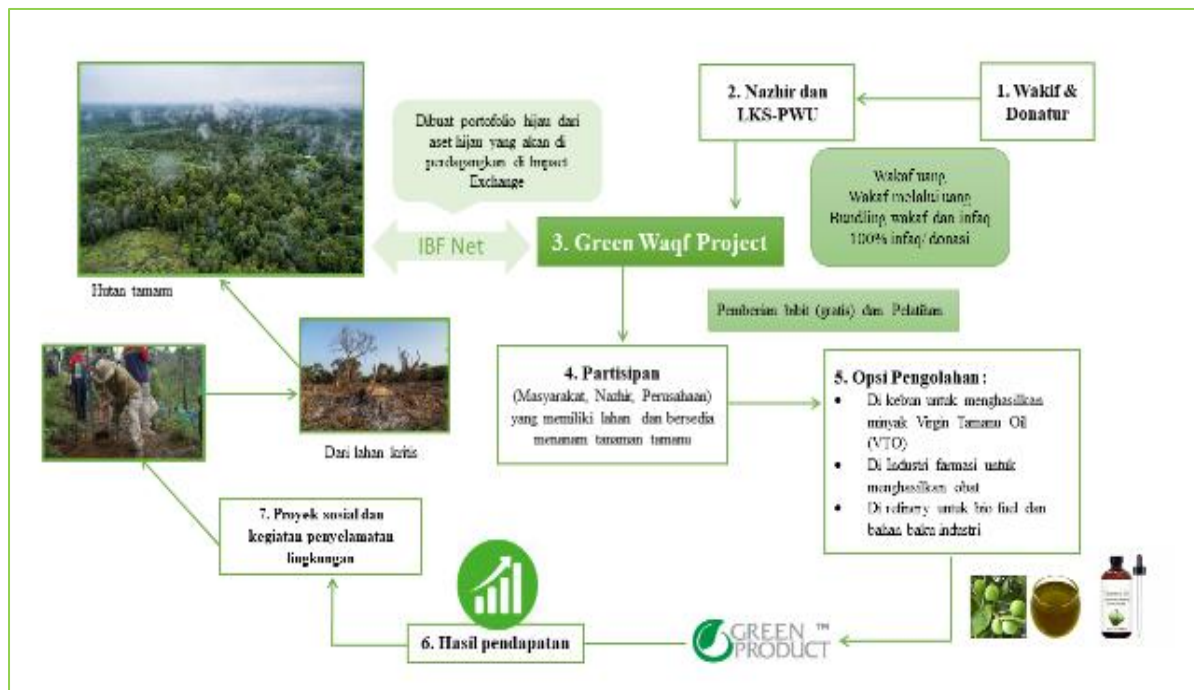 1. Wakif &
Donatur
2. Nazhir dan
LKS-PWU
Wakaf uang
Wakaf melalui uang
Bundling wakaf dan infaq
100% infaq/ donasi
Dibuat portofolio hijau dari
aset hijau yang akan di
perdagangkan di Impact
Exchange
IBF Net
3. Green Waqf Project
Hutan tamanu
Pemberian bibit (gratis) dan Pelatihan
4. Partisipan
(Masyarakat, Nazhir, Perusahaan)
yang memiliki lahan dan bersedia
menanam tanaman tamanu
5. Opsi Pengolahan :
Di kebun untuk menghasilkan
minyak Virgin Tamanu Oil
(VTO)
Di Industri farmasi untuk
menghasilkan obat
Di refinery untuk bio fuel dan
bahan baku industri
Dari lahan kritis
7. Proyek sosial dan
kegiatan penyelamatan
lingkungan
6. Hasil pendapatan
GREEN ™
PRODUCT